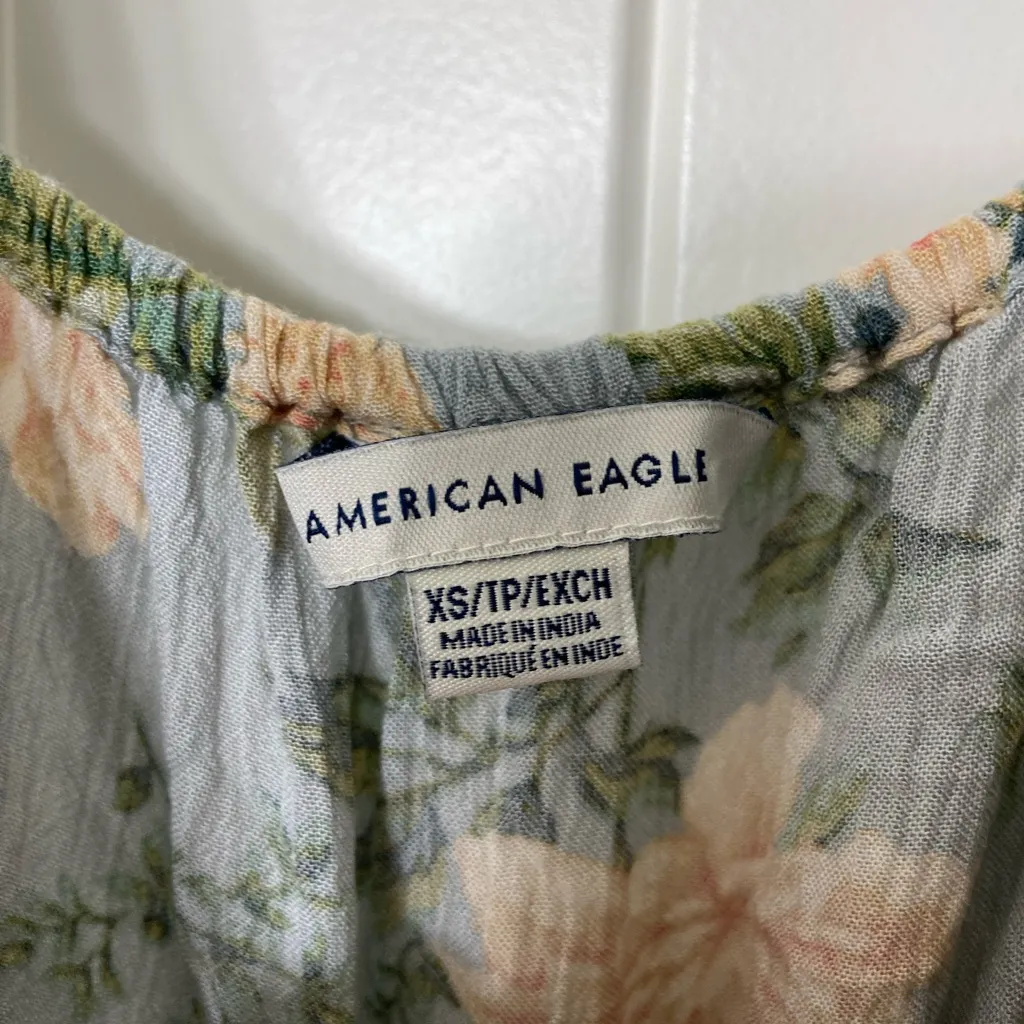 AMERICAN EAGLE
XS/TP/EXCH
MADE IN INDIA
FABRIQUÉ EN INDE